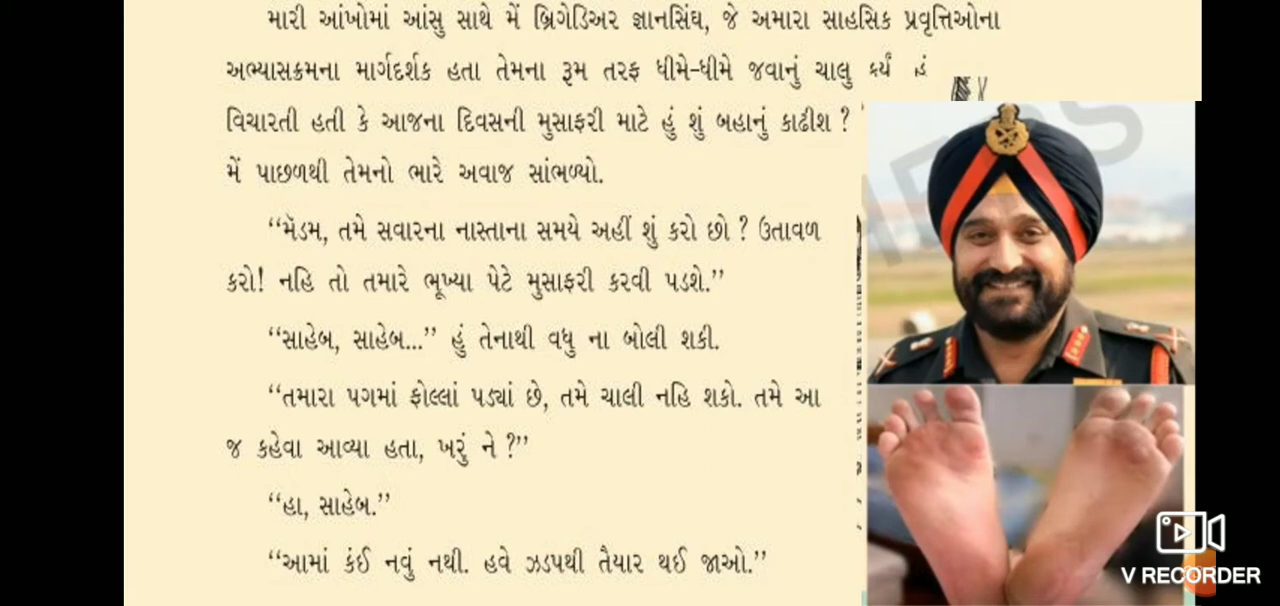 મારી આંખોમાં આંસુ સાથે મેં બ્રિગેડિઅર જ્ઞાનસિંઘ, જે અમારા સાહસિક પ્રવૃત્તિઓના
અભ્યાસક્રમના માર્ગદર્શક હતા તેમના રૂમ તરફ ધીમે-ધીમે જવાનું ચાલુ કર્યું
વિચારતી હતી કે આજના દિવસની મુસાફરી માટે હું શું બહાનું કાઢીશ ?
મેં પાછળથી તેમનો ભારે અવાજ સાંભળ્યો.
“મૅડમ, તમે સવારના નાસ્તાના સમયે અહીં શું કરો છો ? ઉતાવળ
કરો! નહિ તો તમારે ભૂખ્યા પેટે મુસાફરી કરવી પડશે.”
“સાહેબ, સાહેબ...” હું તેનાથી વધુ ના બોલી શકી.
“તમારા પગમાં ફોલ્લાં પડ્યાં છે, તમે ચાલી નહિ શકો. તમે આ
જ કહેવા આવ્યા હતા, ખરું ને ?”
“હા, સાહેબ.”
“આમાં કંઈ નવું નથી. હવે ઝડપથી તૈયાર થઈ જાઓ.”
V RECORDER